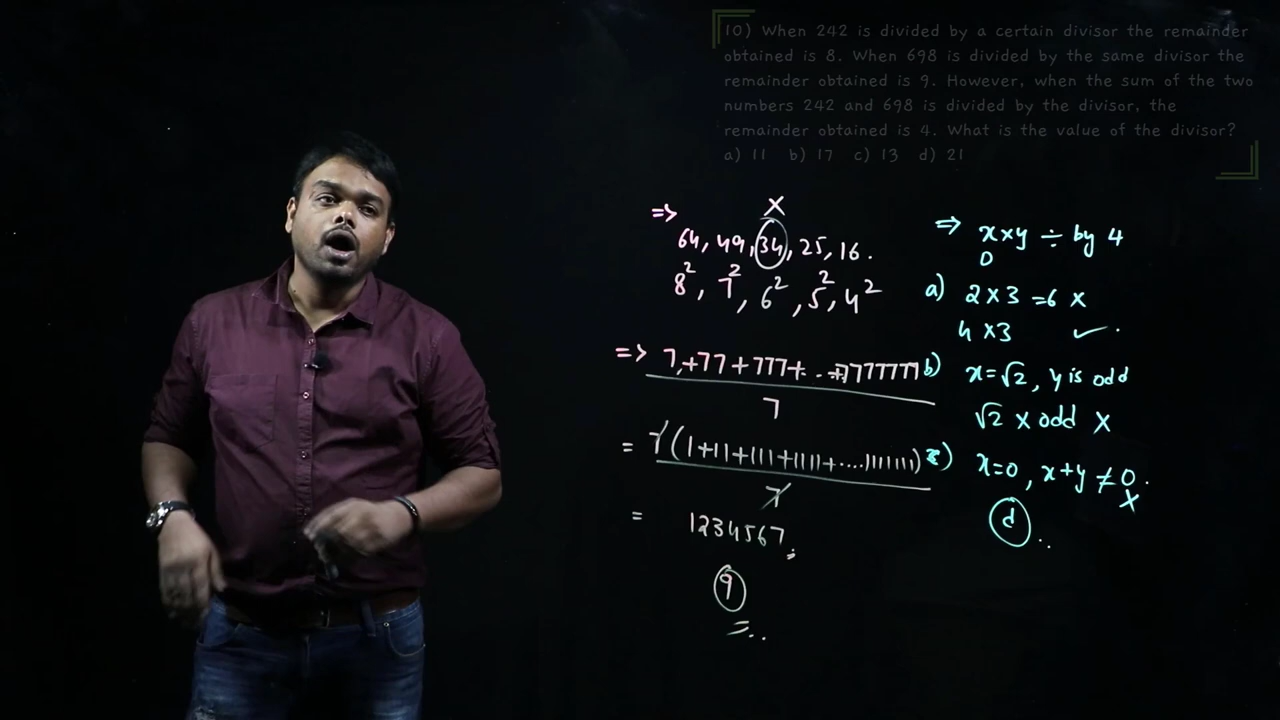 10) When 242 is divided by a certain divisor the remainder
obtained is 8. When 698 is divided by the same divisor the
remainder obtained is 9. However, when the sum of the two
numbers 242 and 698 is divided by the divisor, the
remainder obtained is 4. What is the value of the divisor?
a) 11 b) 17 c) 13 d) 21
X
=> 64, 49, 34, 25, 16.
8², 7², 6², 5², 4²
=> 7,+77+777+...+7777777
7
= 7(1+11+111+1111+....1111111)
7
= 1234567,
9
=..
=> x×y ÷ by 4
0
a) 2×3 =6 x
4×3 ✓.
b) x=√2, y is odd
√2 × odd X
c) x=0, x+y ≠ 0.
X
d ..